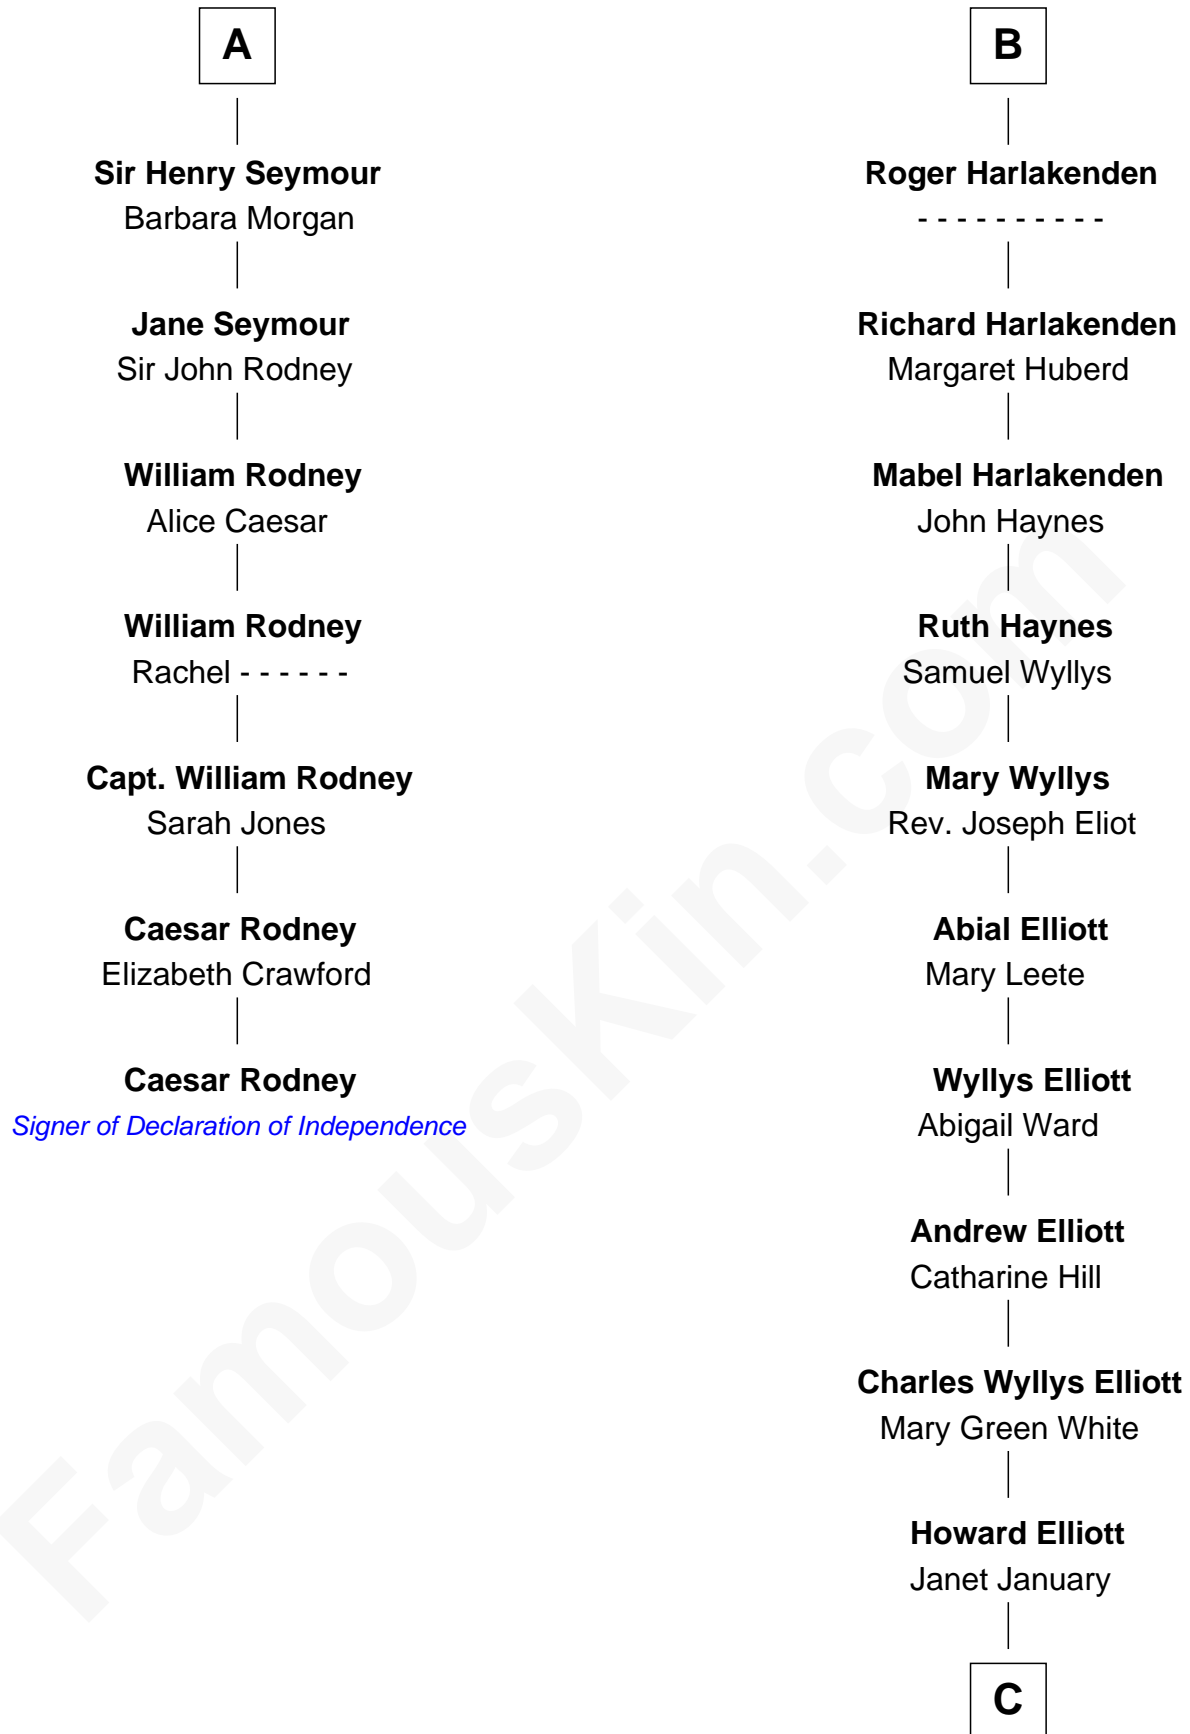 A
Sir Henry Seymour
Barbara Morgan
Jane Seymour
Sir John Rodney
William Rodney
Alice Caesar
William Rodney
Rachel - - - - - -
Capt. William Rodney
Sarah Jones
Caesar Rodney
Elizabeth Crawford
Caesar Rodney
Signer of Declaration of Independence
B
Roger Harlakenden
- - - - - - - - - -
Richard Harlakenden
Margaret Huberd
Mabel Harlakenden
John Haynes
Ruth Haynes
Samuel Wyllys
Mary Wyllys
Rev. Joseph Eliot
Abial Elliott
Mary Leete
Wyllys Elliott
Abigail Ward
Andrew Elliott
Catharine Hill
Charles Wyllys Elliott
Mary Green White
Howard Elliott
Janet January
C
FamousKin.com